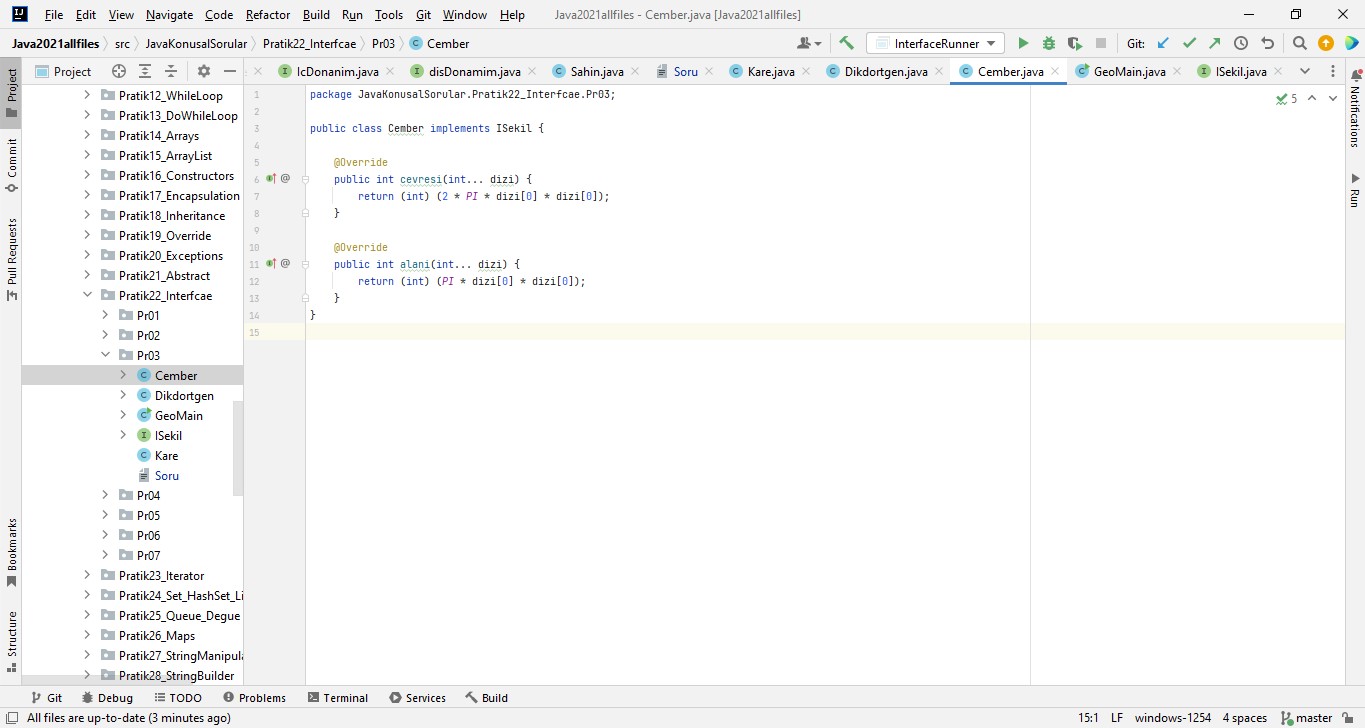 File Edit View Navigate Code Refactor Build Run Tools Git Window Help Java2021allfiles - Cember.java [Java2021allfiles]
Java2021allfiles src JavaKonusalSorular Pratik22_Interfcae Pr03 Cember InterfaceRunner Git:
Project IcDonanim.java disDonamim.java Sahin.java Soru Kare.java Dikdortgen.java Cember.java GeoMain.java ISekil.java
Project
Commit
Pull Requests
Bookmarks
Structure
Pratik12_WhileLoop
Pratik13_DoWhileLoop
Pratik14_Arrays
Pratik15_ArrayList
Pratik16_Constructors
Pratik17_Encapsulation
Pratik18_Inheritance
Pratik19_Override
Pratik20_Exceptions
Pratik21_Abstract
Pratik22_Interfcae
Pr01
Pr02
Pr03
Cember
Dikdortgen
GeoMain
ISekil
Kare
Soru
Pr04
Pr05
Pr06
Pr07
Pratik23_Iterator
Pratik24_Set_HashSet_Li
Pratik25_Queue_Degue
Pratik26_Maps
Pratik27_StringManipula
Pratik28_StringBuilder
1 package JavaKonusalSorular.Pratik22_Interfcae.Pr03;
2
3 public class Cember implements ISekil {
4
5 @Override
6 public int cevresi(int... dizi) {
7 return (int) (2 * PI * dizi[0] * dizi[0]);
8 }
9
10 @Override
11 public int alani(int... dizi) {
12 return (int) (PI * dizi[0] * dizi[0]);
13 }
14 }
15
5
Notifications
Run
Git Debug TODO Problems Terminal Services Build
All files are up-to-date (3 minutes ago) 15:1 LF windows-1254 4 spaces master